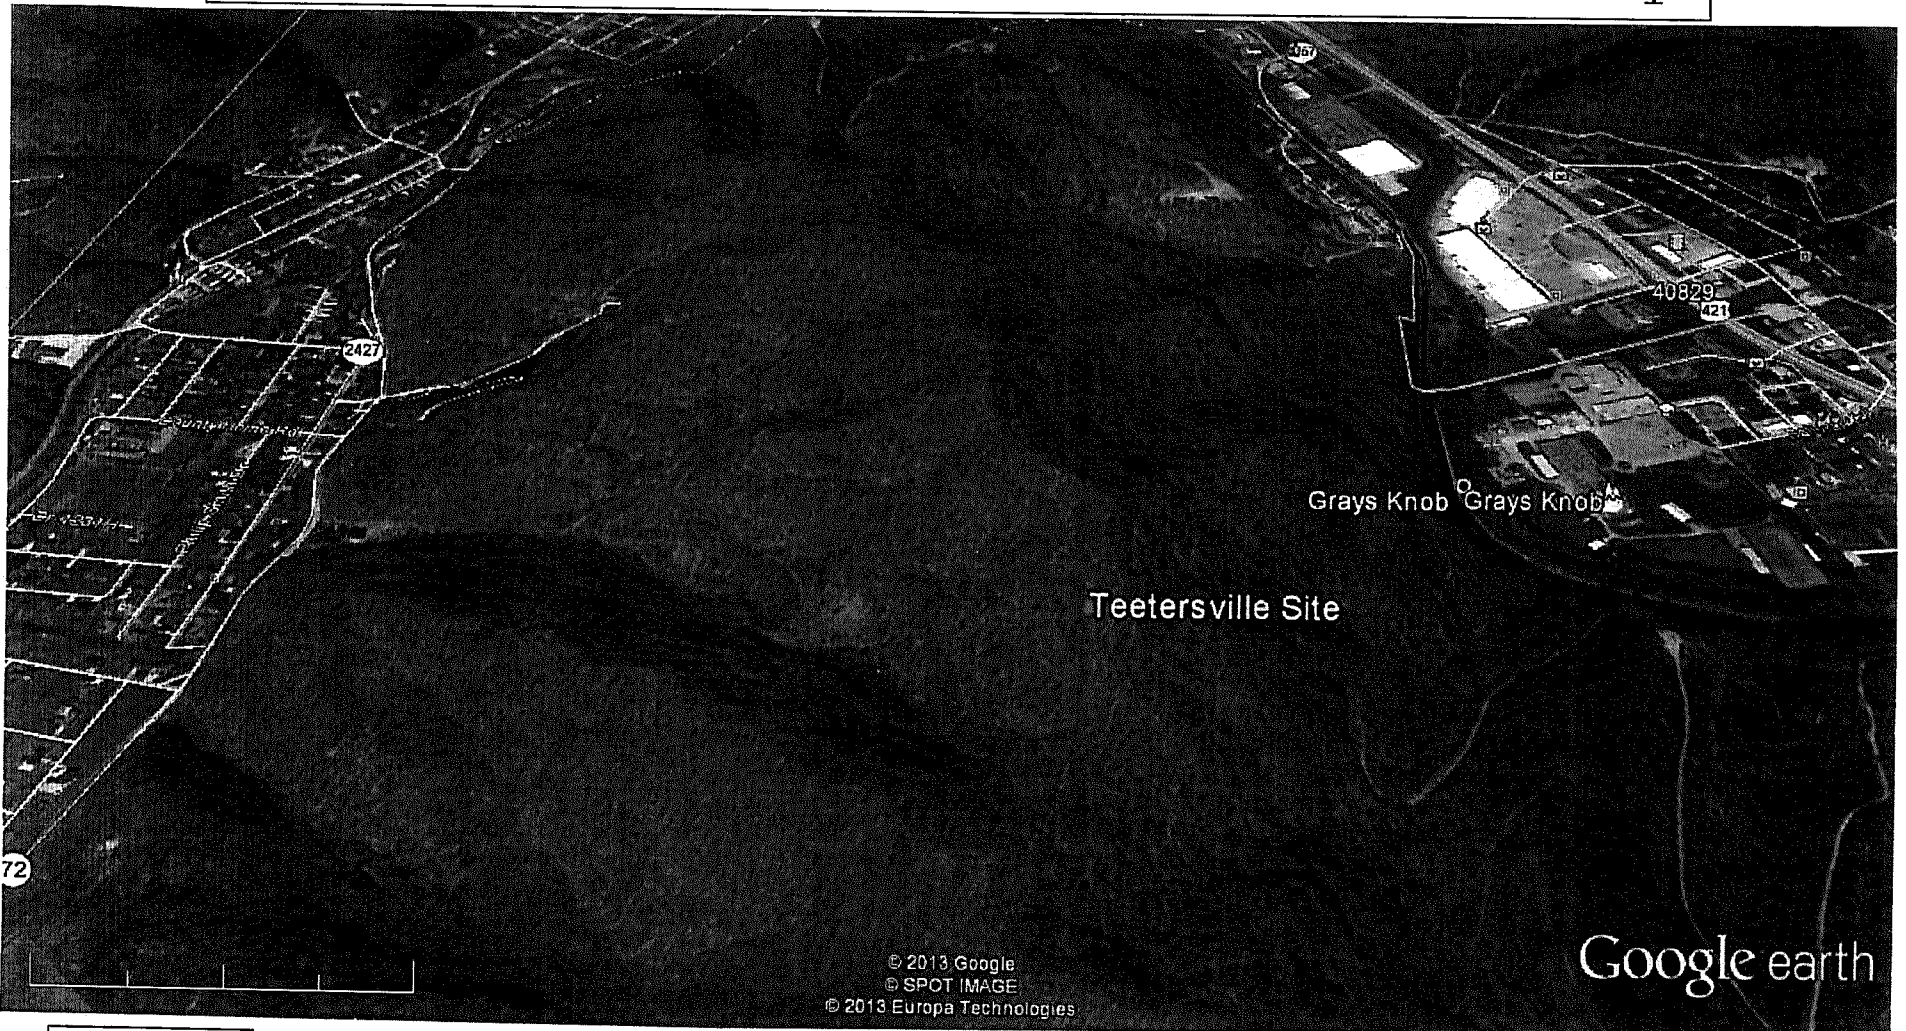 40829
421
2427
Grays Knob Grays Knob
Teetersville Site
72
© 2013 Google
© SPOT IMAGE
© 2013 Europa Technologies
Google earth